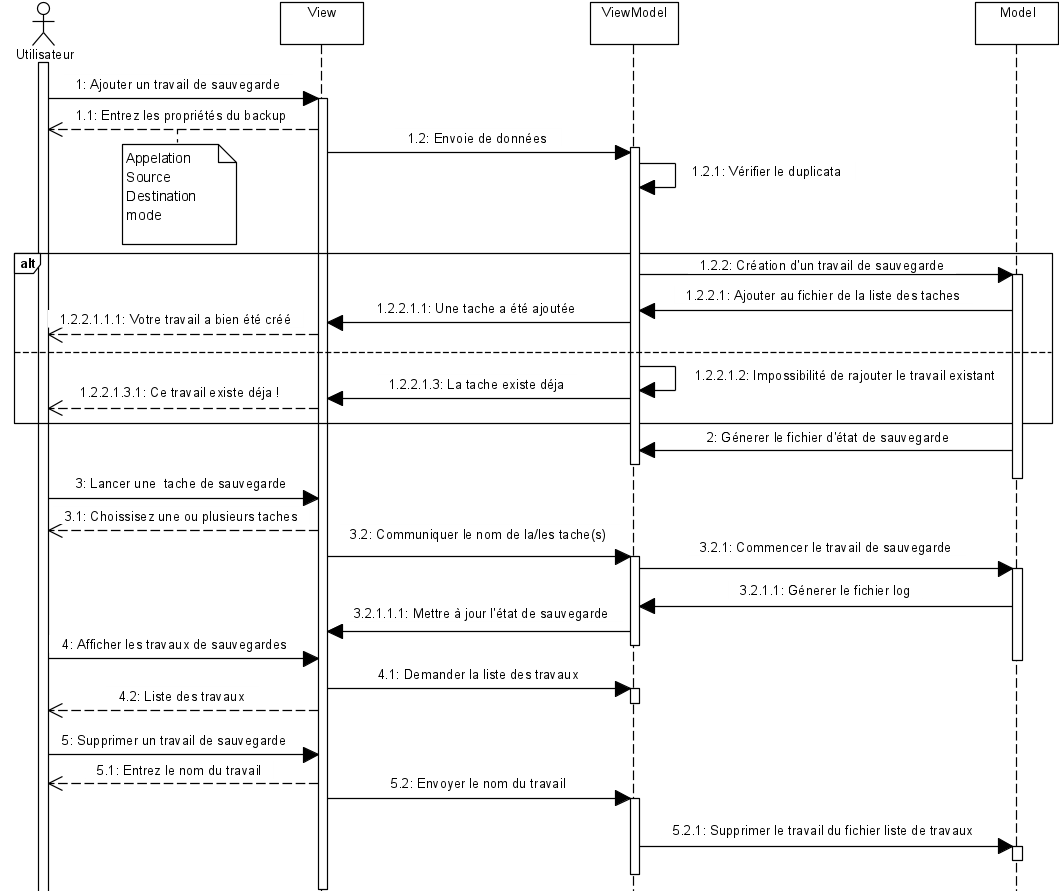 View
ViewModel
Model
Utilisateur
1: Ajouter un travail de sauvegarde
1.1: Entrez les propriétés du backup
1.2: Envoie de données
Appelation
Source
Destination
mode
1.2.1: Vérifier le duplicata
alt
1.2.2: Création d'un travail de sauvegarde
1.2.2.1: Ajouter au fichier de la liste des taches
1.2.2.1.1: Une tache a été ajoutée
1.2.2.1.1.1: Votre travail a bien été créé
1.2.2.1.2: Impossibilité de rajouter le travail existant
1.2.2.1.3: La tache existe déja
1.2.2.1.3.1: Ce travail existe déja !
2: Génerer le fichier d'état de sauvegarde
3: Lancer une tache de sauvegarde
3.1: Choissisez une ou plusieurs taches
3.2: Communiquer le nom de la/les tache(s)
3.2.1: Commencer le travail de sauvegarde
3.2.1.1: Génerer le fichier log
3.2.1.1.1: Mettre à jour l'état de sauvegarde
4: Afficher les travaux de sauvegardes
4.1: Demander la liste des travaux
4.2: Liste des travaux
5: Supprimer un travail de sauvegarde
5.1: Entrez le nom du travail
5.2: Envoyer le nom du travail
5.2.1: Supprimer le travail du fichier liste de travaux